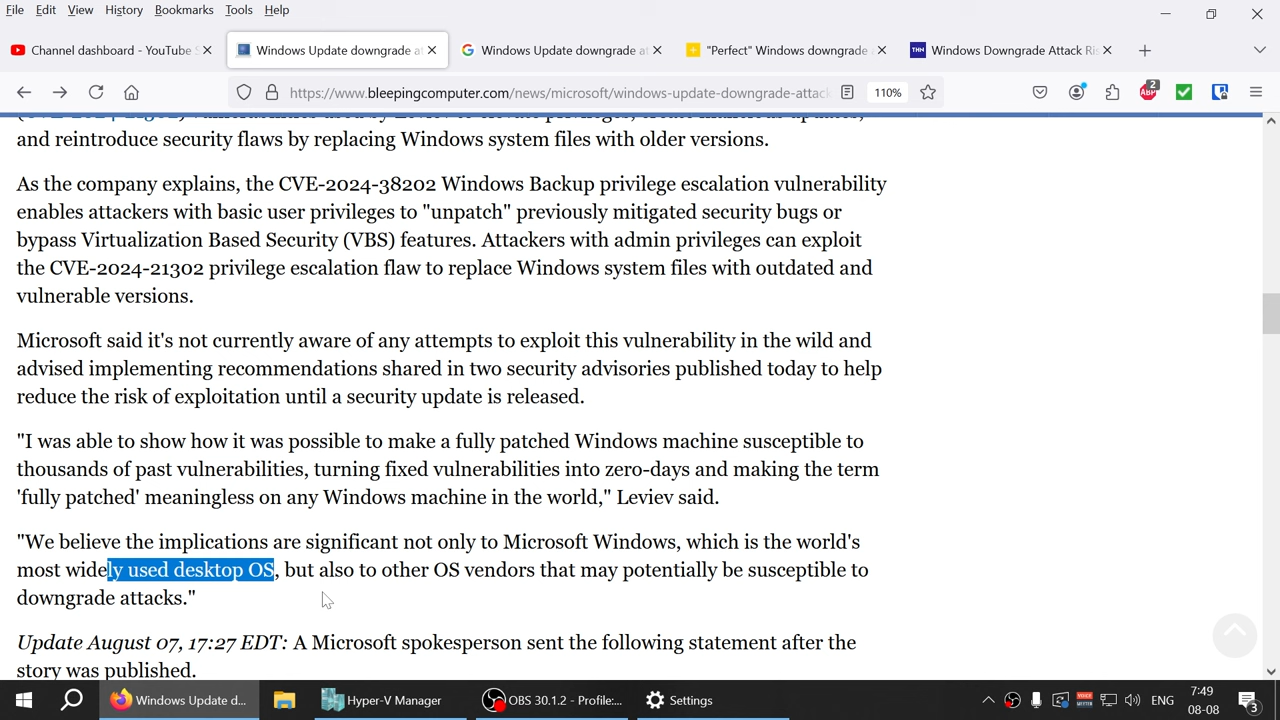 File Edit View History Bookmarks Tools Help
Channel dashboard - YouTube S
Windows Update downgrade at
Windows Update downgrade at
"Perfect" Windows downgrade
THN Windows Downgrade Attack Ris
https://www.bleepingcomputer.com/news/microsoft/windows-update-downgrade-attack
110%
ABP 2
and reintroduce security flaws by replacing Windows system files with older versions.
As the company explains, the CVE-2024-38202 Windows Backup privilege escalation vulnerability
enables attackers with basic user privileges to "unpatch" previously mitigated security bugs or
bypass Virtualization Based Security (VBS) features. Attackers with admin privileges can exploit
the CVE-2024-21302 privilege escalation flaw to replace Windows system files with outdated and
vulnerable versions.
Microsoft said it's not currently aware of any attempts to exploit this vulnerability in the wild and
advised implementing recommendations shared in two security advisories published today to help
reduce the risk of exploitation until a security update is released.
"I was able to show how it was possible to make a fully patched Windows machine susceptible to
thousands of past vulnerabilities, turning fixed vulnerabilities into zero-days and making the term
'fully patched' meaningless on any Windows machine in the world," Leviev said.
"We believe the implications are significant not only to Microsoft Windows, which is the world's
most widely used desktop OS, but also to other OS vendors that may potentially be susceptible to
downgrade attacks."
Update August 07, 17:27 EDT: A Microsoft spokesperson sent the following statement after the
story was published.
Windows Update d...
Hyper-V Manager
OBS 30.1.2 - Profile:...
Settings
ENG
7:49
08-08
3